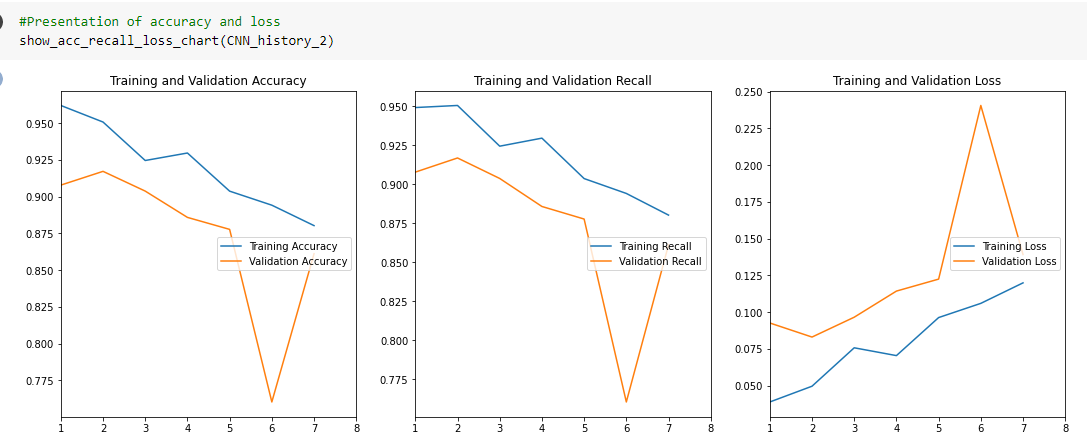 #Presentation of accuracy and loss
show_acc_recall_loss_chart(CNN_history_2)
Training and Validation Accuracy
0.950
0.925
0.900
0.875
0.850
0.825
0.800
0.775
Training Accuracy
Validation Accuracy
1 2 3 4 5 6 7 8
Training and Validation Recall
0.950
0.925
0.900
0.875
0.850
0.825
0.800
0.775
Training Recall
Validation Recall
1 2 3 4 5 6 7 8
Training and Validation Loss
0.250
0.225
0.200
0.175
0.150
0.125
0.100
0.075
0.050
Training Loss
Validation Loss
1 2 3 4 5 6 7 8